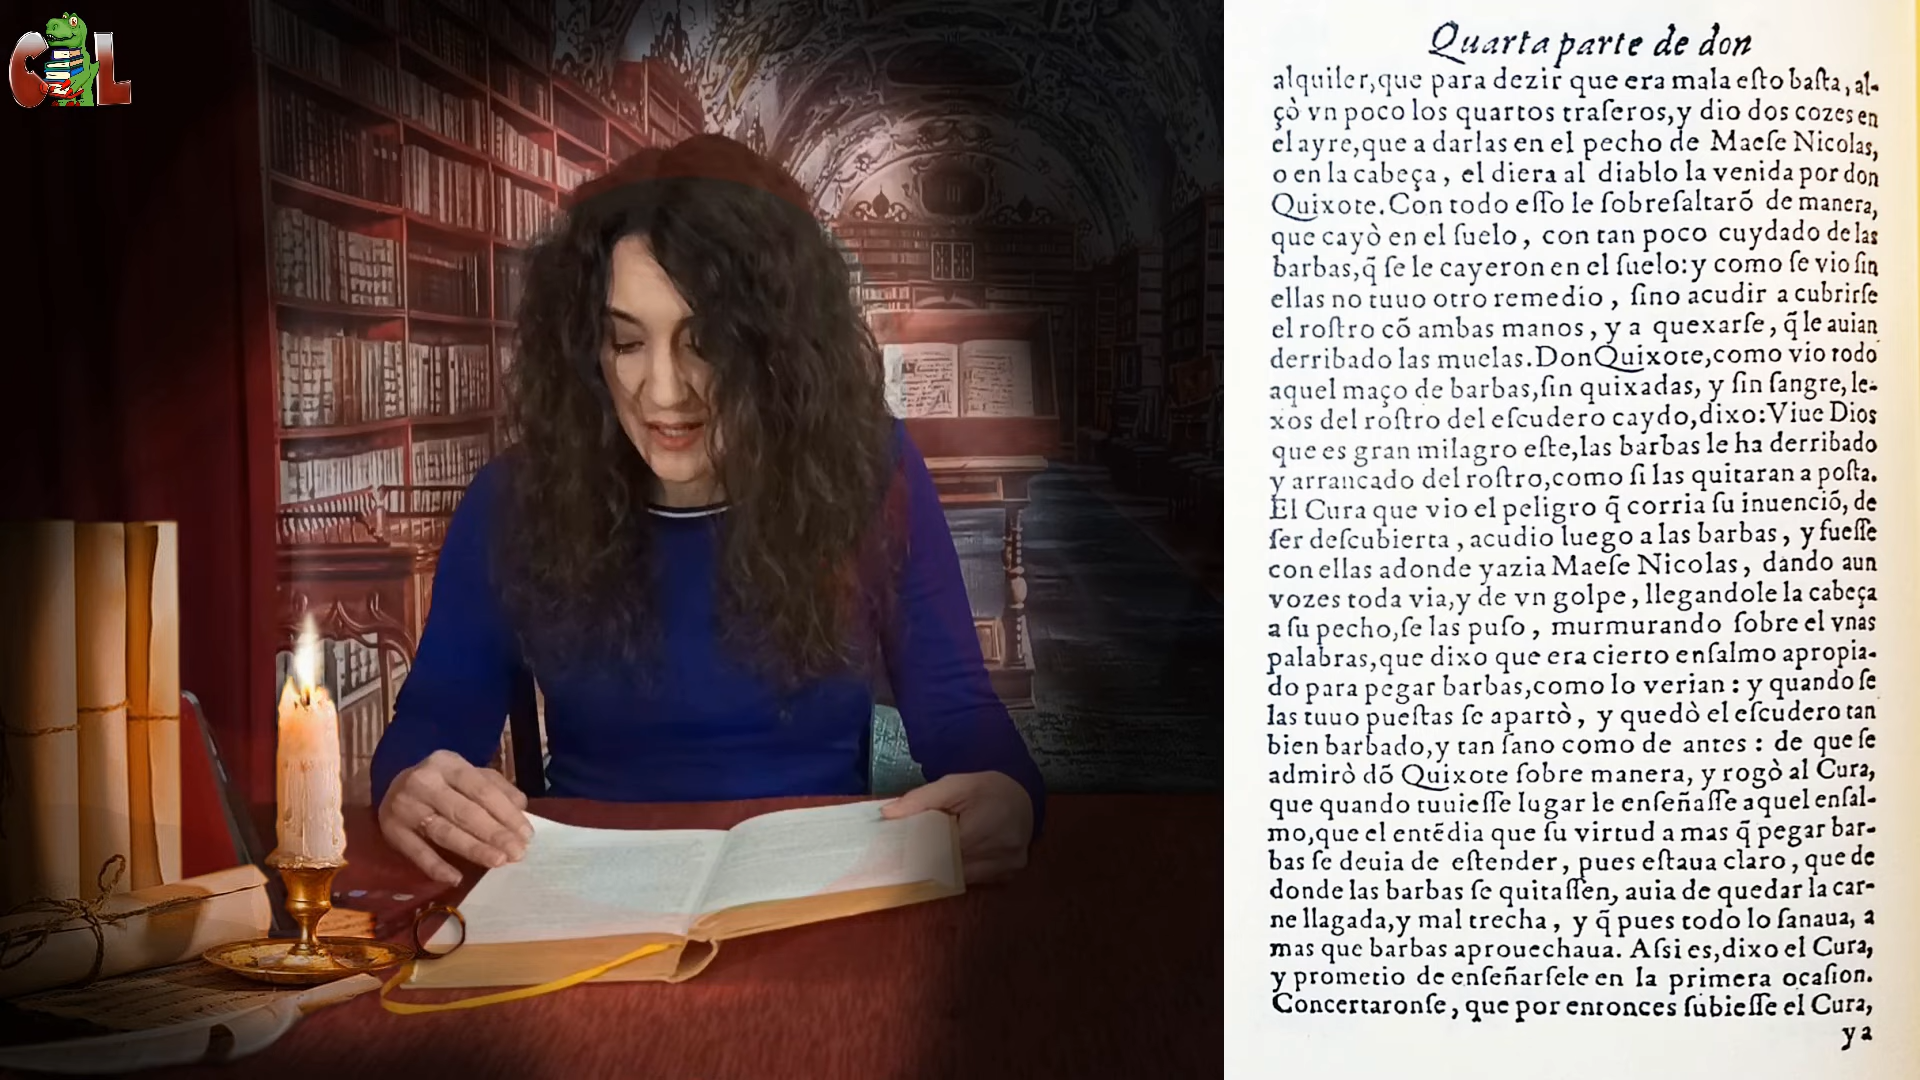 C L
Quarta parte de don
alquiler,que para dezir que era mala eſto baſta, al-
çò vn poco los quartos traſeros,y dio dos cozes en
el ayre,que a darlas en el pecho de Maeſe Nicolas,
o en la cabeça, el diera al diablo la venida por don
Quixote.Con todo eſſo le ſobreſaltarõ de manera,
que cayò en el ſuelo, con tan poco cuydado de las
barbas,q̃ ſe le cayeron en el ſuelo:y como ſe vio ſin
ellas no tuuo otro remedio, ſino acudir a cubrirſe
el roſtro cõ ambas manos, y a quexarſe, q̃ le auian
derribado las muelas.Don Quixote,como vio todo
aquel maço de barbas,ſin quixadas, y ſin ſangre, le-
xos del roſtro del eſcudero caydo,dixo:Viue Dios
que es gran milagro eſte,las barbas le ha derribado
y arrancado del roſtro,como ſi las quitaran a poſta.
El Cura que vio el peligro q̃ corria ſu inuenciõ, de
ſer deſcubierta, acudio luego a las barbas, y fueſſe
con ellas adonde yazia Maeſe Nicolas, dando aun
vozes toda via,y de vn golpe, llegandole la cabeça
a ſu pecho,ſe las puſo, murmurando ſobre el vnas
palabras,que dixo que era cierto enſalmo apropia-
do para pegar barbas,como lo verian: y quando ſe
las tuuo pueſtas ſe apartò, y quedò el eſcudero tan
bien barbado,y tan ſano como de antes: de que ſe
admirò dõ Quixote ſobre manera, y rogò al Cura,
que quando tuuieſſe lugar le enſeñaſſe aquel enſal-
mo,que el entẽdia que ſu virtud a mas q̃ pegar bar-
bas ſe deuia de eſtender, pues eſtaua claro, que de
donde las barbas ſe quitaſſen, auia de quedar la car-
ne llagada,y mal trecha, y q̃ pues todo lo ſanaua, a
mas que barbas aprouechaua. Aſsi es,dixo el Cura,
y prometio de enſeñarſele en la primera ocaſion.
Concertaronſe, que por entonces ſubieſſe el Cura,
y a